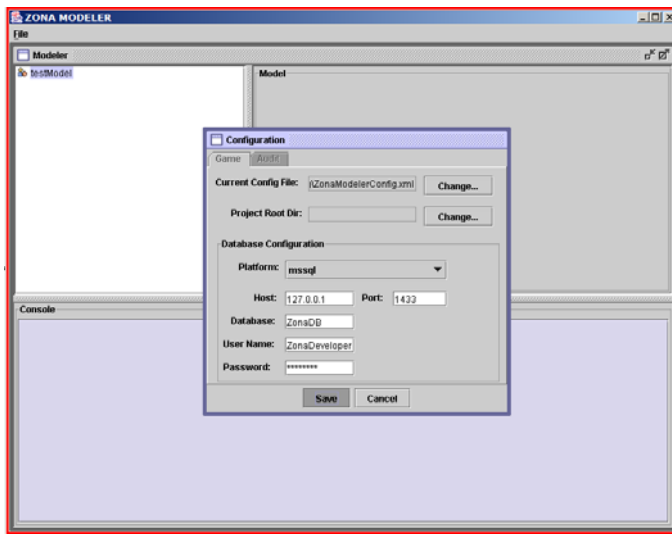 ZONA MODELER
File
Modeler
testModel
Model
Configuration
Game Audit
Current Config File: \ZonaModelerConfig.xml Change...
Project Root Dir: Change...
Database Configuration
Platform: mssql
Host: 127.0.0.1 Port: 1433
Database: ZonaDB
User Name: ZonaDeveloper
Password: ********
Console
Save Cancel